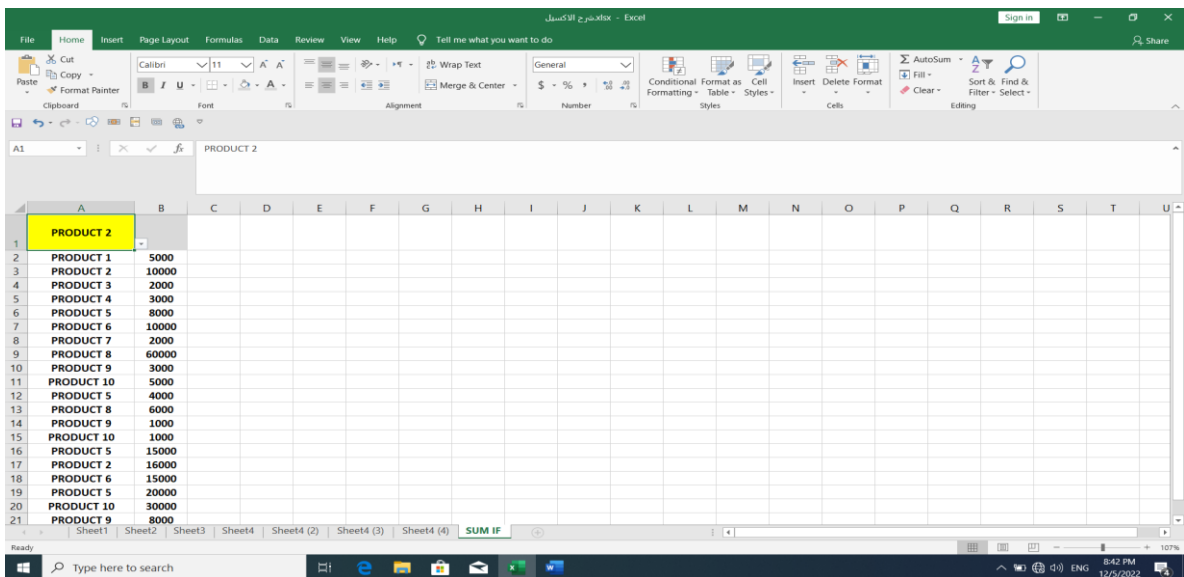 شرح الاكسيل.xlsx - Excel
Sign in
File Home Insert Page Layout Formulas Data Review View Help Tell me what you want to do Share
Paste
Cut
Copy
Format Painter
Clipboard
Calibri 11
B I U
Font
Wrap Text
Merge & Center
Alignment
General
$ % ,
Number
Conditional Formatting
Format as Table
Cell Styles
Styles
Insert Delete Format
Cells
AutoSum
Fill
Clear
Sort & Filter
Find & Select
Editing
A1 fx PRODUCT 2
A B C D E F G H I J K L M N O P Q R S T U
1 PRODUCT 2
2 PRODUCT 1 5000
3 PRODUCT 2 10000
4 PRODUCT 3 2000
5 PRODUCT 4 3000
6 PRODUCT 5 8000
7 PRODUCT 6 10000
8 PRODUCT 7 2000
9 PRODUCT 8 60000
10 PRODUCT 9 3000
11 PRODUCT 10 5000
12 PRODUCT 5 4000
13 PRODUCT 8 6000
14 PRODUCT 9 1000
15 PRODUCT 10 1000
16 PRODUCT 5 15000
17 PRODUCT 2 16000
18 PRODUCT 6 15000
19 PRODUCT 5 20000
20 PRODUCT 10 30000
21 PRODUCT 9 8000
Sheet1 Sheet2 Sheet3 Sheet4 Sheet4 (2) Sheet4 (3) Sheet4 (4) SUM IF
Ready 107%
Type here to search ENG 8:42 PM
12/5/2022